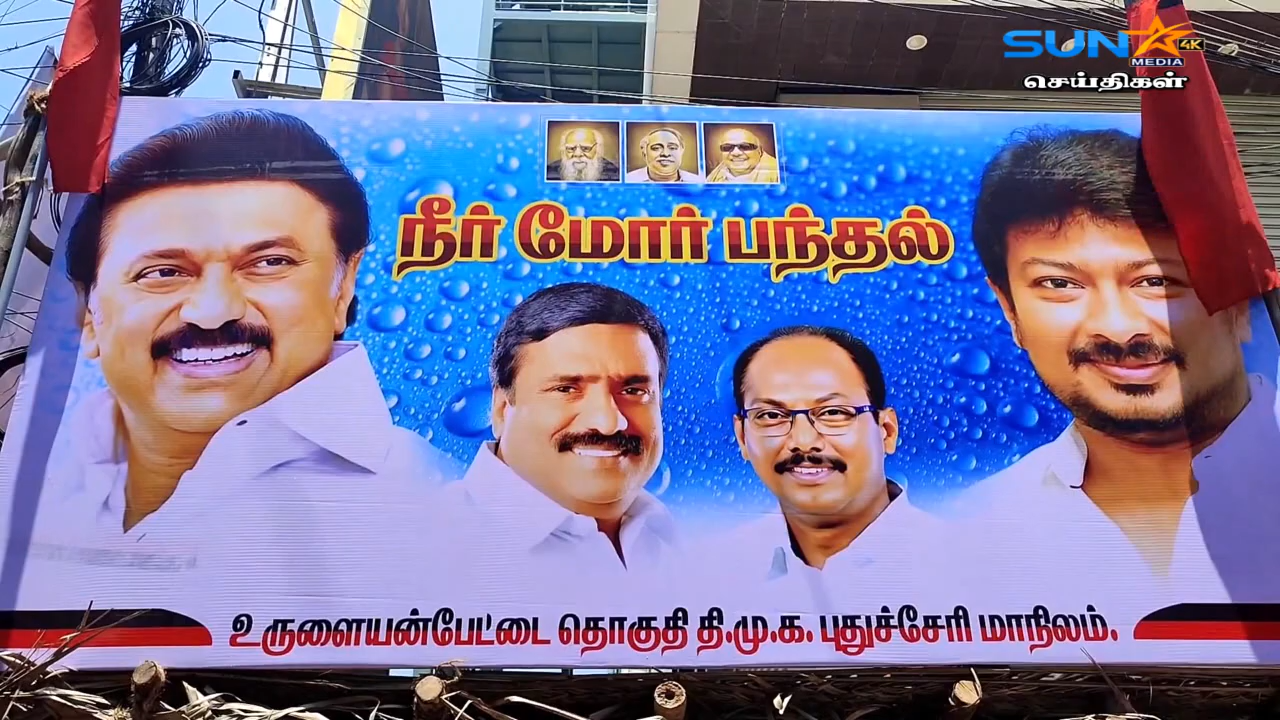 SUN 4K
MEDIA
செய்திகள்
நீர் மோர் பந்தல்
உருளையன்பேட்டை தொகுதி தி.மு.க. புதுச்சேரி மாநிலம்.